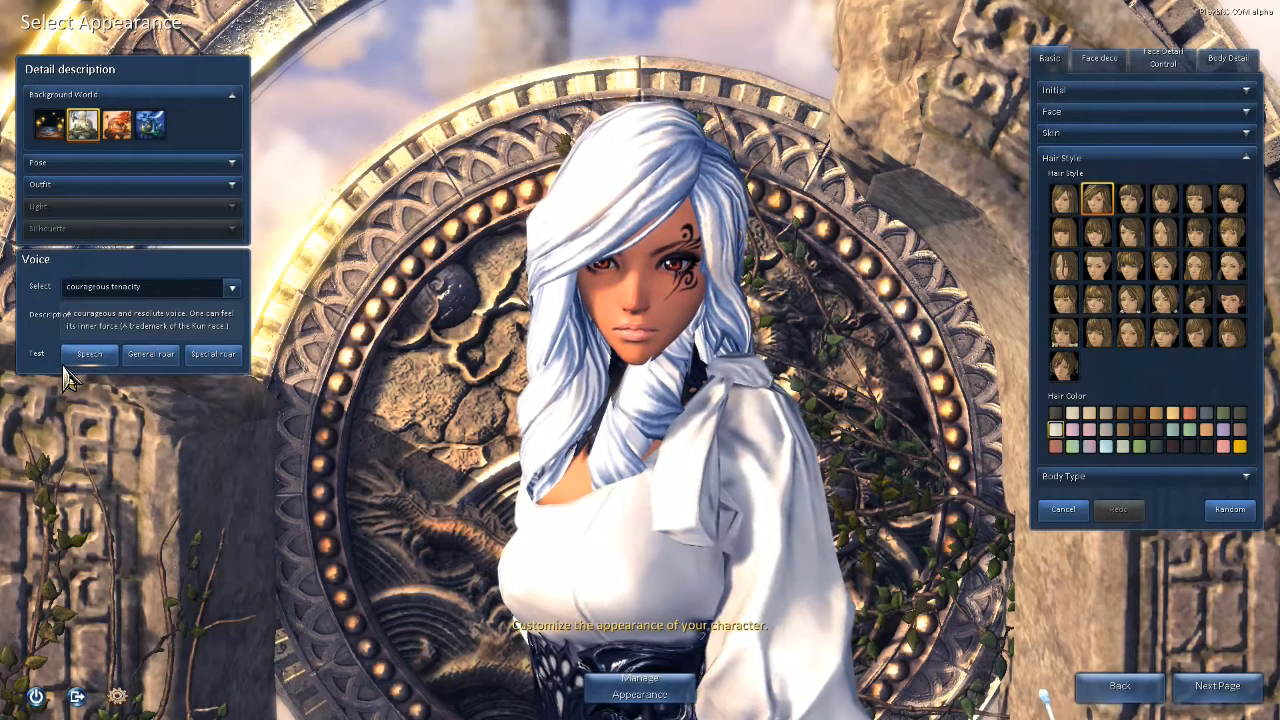 Select Appearance
Detail description
Background World
Pose
Outfit
Light
Silhouette
Voice
Select
courageous tenacity
Description
courageous and resolute voice. One can feel
its inner force.(A trademark of the Kun race.)
Test
Speech
General roar
Special roar
Customize the appearance of your character.
Manage
Appearance
alpha
Basic
Face deco
Face Detail
Control
Body Detail
Initial
Face
Skin
Hair Style
Hair Style
Hair Color
Body Type
Cancel
Redo
Random
Back
Next Page